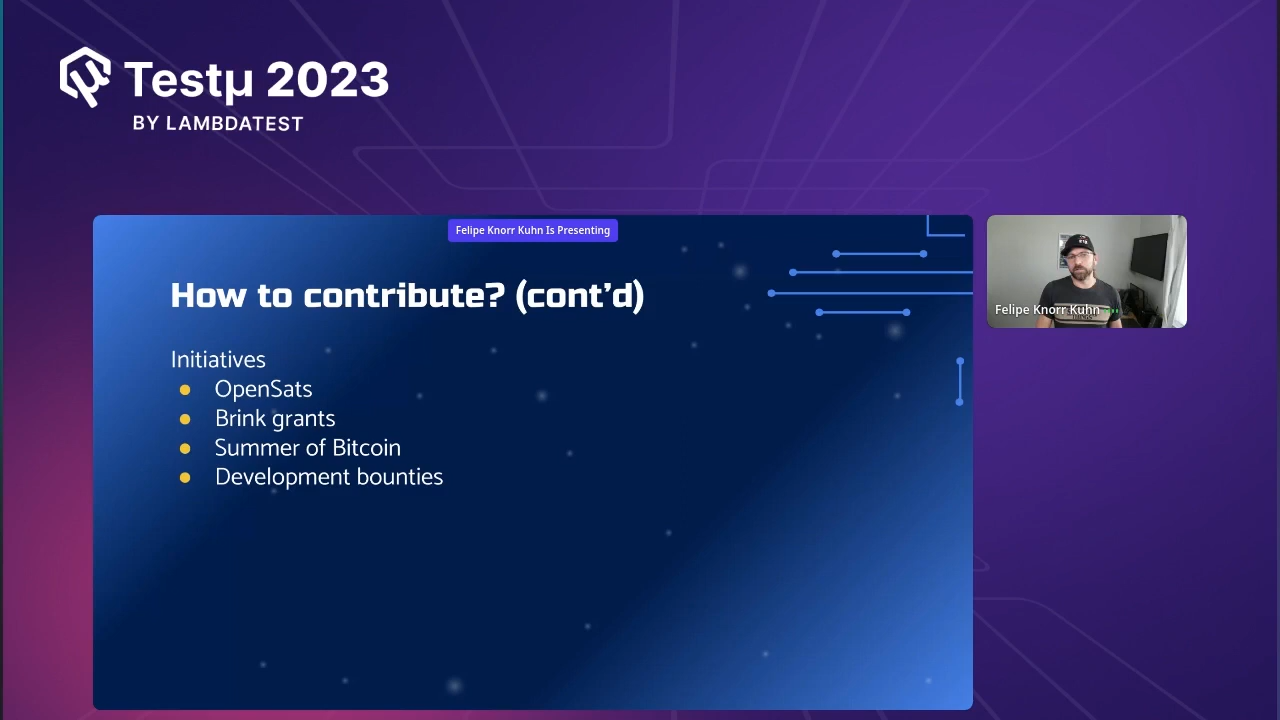 Testμ 2023
BY LAMBDATEST
Felipe Knorr Kuhn Is Presenting
How to contribute? (cont'd)
Initiatives
● OpenSats
● Brink grants
● Summer of Bitcoin
● Development bounties
Felipe Knorr Kuhn